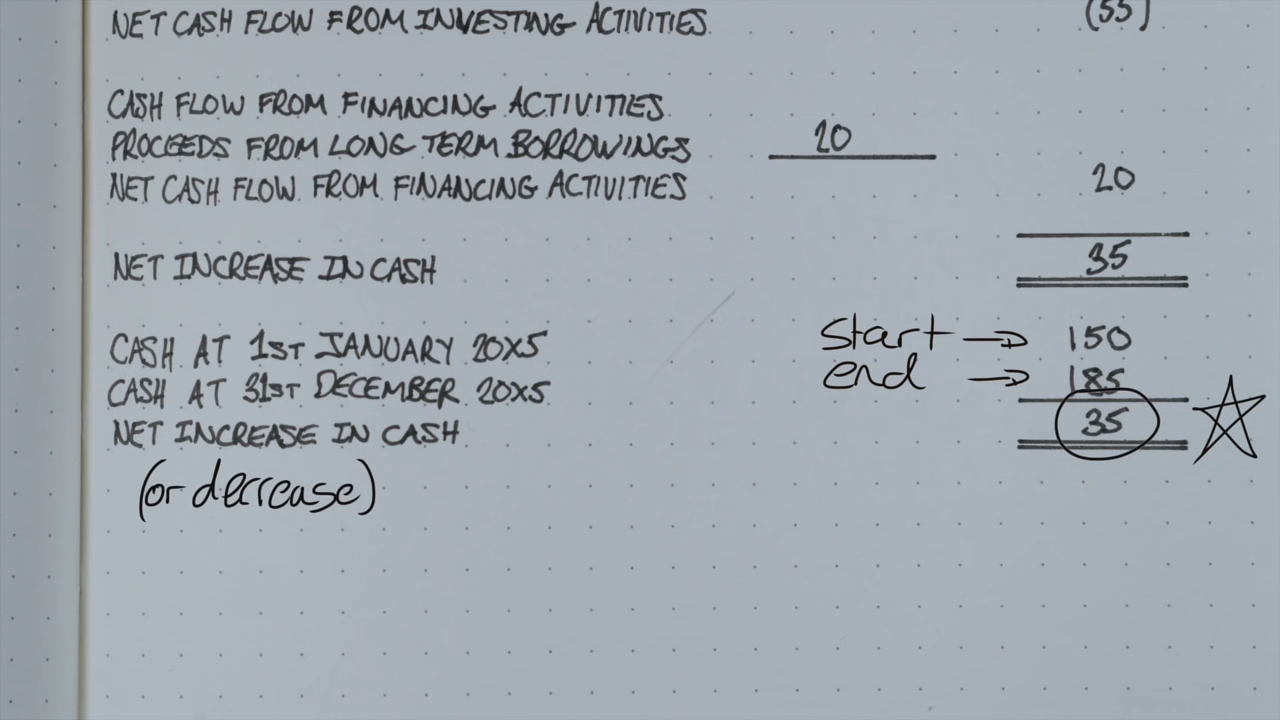 NET CASH FLOW FROM INVESTING ACTIVITIES (55)
CASH FLOW FROM FINANCING ACTIVITIES
PROCEEDS FROM LONG TERM BORROWINGS 20
NET CASH FLOW FROM FINANCING ACTIVITIES 20
NET INCREASE IN CASH 35
CASH AT 1ST JANUARY 20X5 start → 150
CASH AT 31ST DECEMBER 20X5 end → 185
NET INCREASE IN CASH 35
(or decrease)